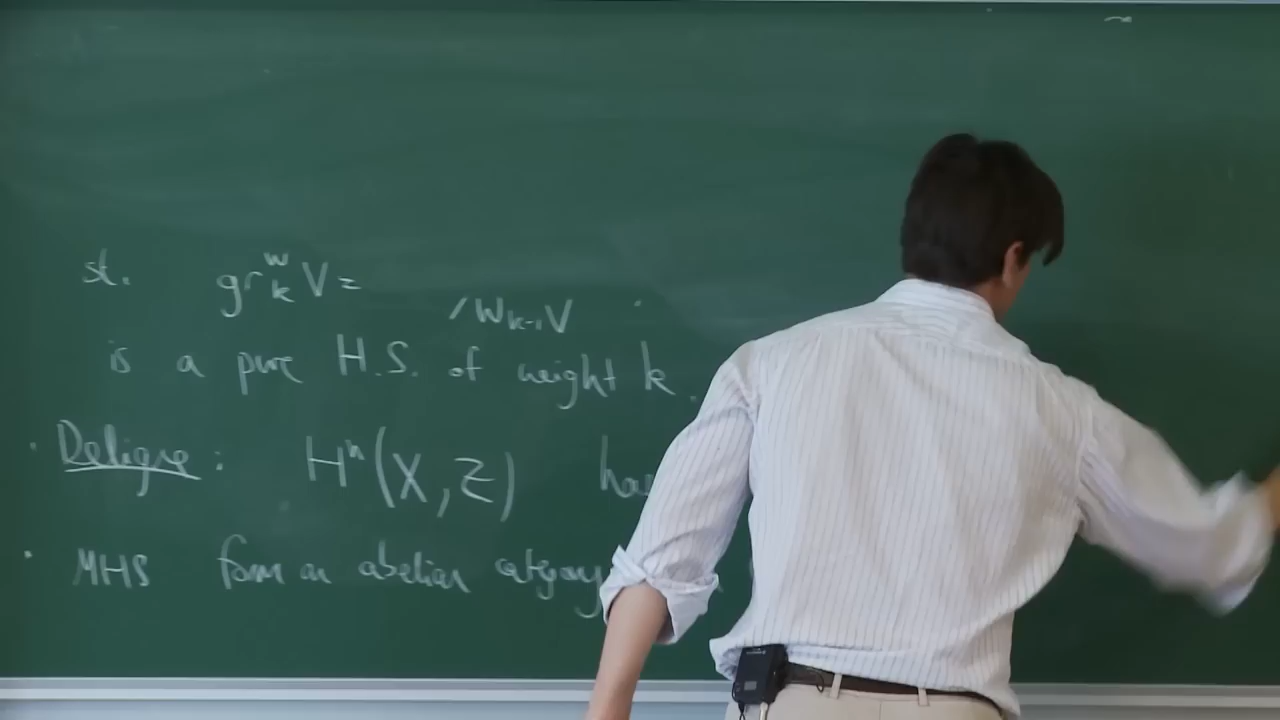 st. gr^W_k V =
/W_{k-1}V
is a pure H.S. of weight k.
· Deligne : H^n(X, Z) ha
· MHS form an abelian category